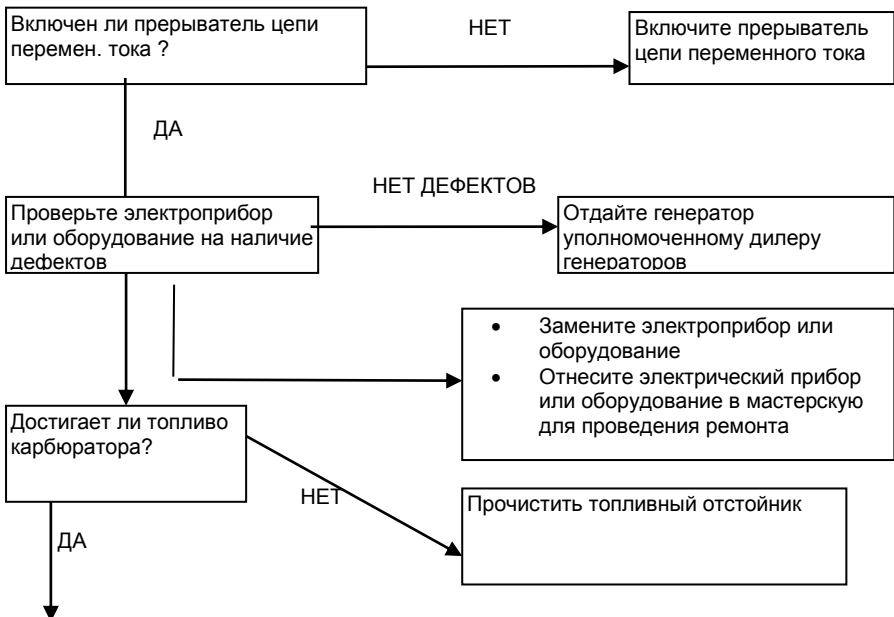 Включен ли прерыватель цепи
перемен. тока ?
НЕТ
Включите прерыватель
цепи переменного тока
ДА
Проверьте электроприбор
или оборудование на наличие
дефектов
НЕТ ДЕФЕКТОВ
Отдайте генератор
уполномоченному дилеру
генераторов
• Замените электроприбор или
оборудование
• Отнесите электрический прибор
или оборудование в мастерскую
для проведения ремонта
Достигает ли топливо
карбюратора?
НЕТ
Прочистить топливный отстойник
ДА